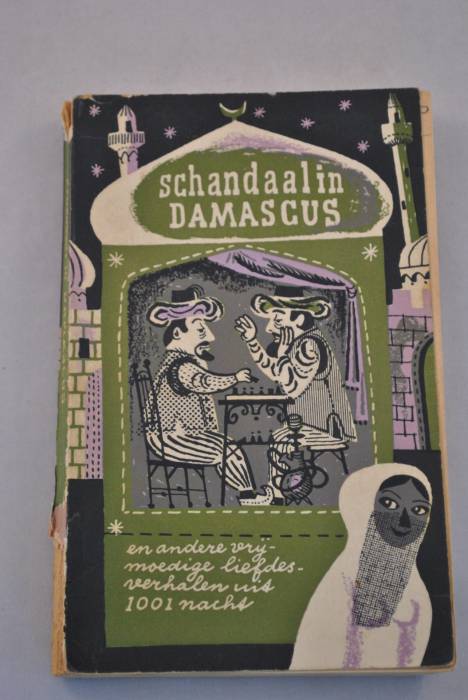 schandaal in
DAMASCUS
en andere vrij-
moedige liefdes-
verhalen uit
1001 nacht